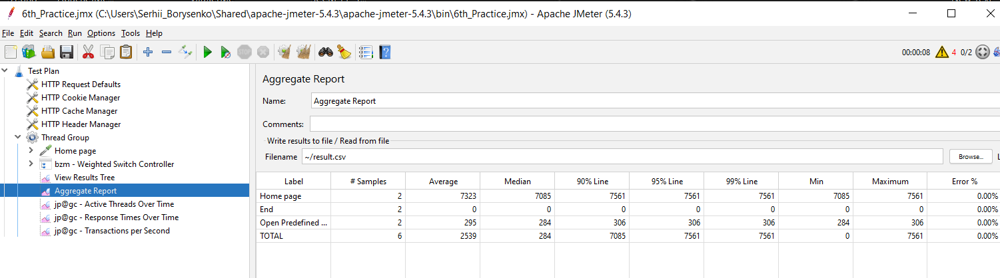 6th_Practice.jmx (C:\Users\Serhii_Borysenko\Shared\apache-jmeter-5.4.3\apache-jmeter-5.4.3\bin\6th_Practice.jmx) - Apache JMeter (5.4.3)
File Edit Search Run Options Tools Help
STOP 00:00:08 4 0/2
Test Plan
HTTP Request Defaults
HTTP Cookie Manager
HTTP Cache Manager
HTTP Header Manager
Thread Group
Home page
bzm - Weighted Switch Controller
View Results Tree
Aggregate Report
jp@gc - Active Threads Over Time
jp@gc - Response Times Over Time
jp@gc - Transactions per Second
Aggregate Report
Name: Aggregate Report
Comments:
Write results to file / Read from file
Filename ~/result.csv Browse... L
Label # Samples Average Median 90% Line 95% Line 99% Line Min Maximum Error %
Home page 2 7323 7085 7561 7561 7561 7085 7561 0.00%
End 2 0 0 0 0 0 0 0 0.00%
Open Predefined ... 2 295 284 306 306 306 284 306 0.00%
TOTAL 6 2539 284 7085 7561 7561 0 7561 0.00%